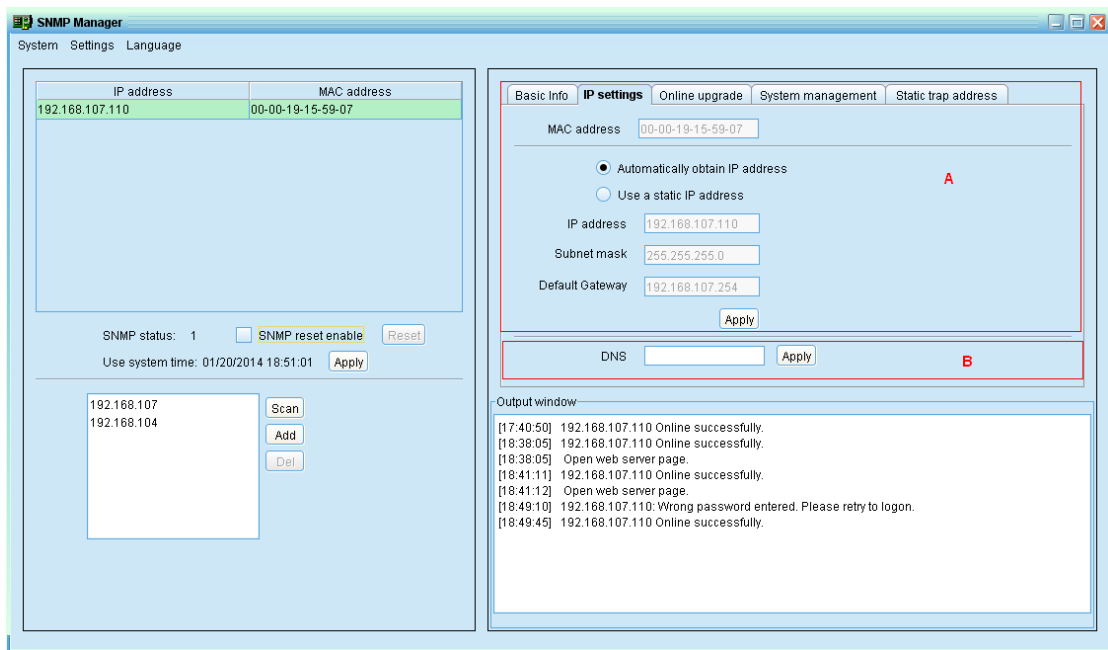 SNMP Manager
System Settings Language
IP address MAC address
192.168.107.110 00-00-19-15-59-07
SNMP status: 1 SNMP reset enable Reset
Use system time: 01/20/2014 18:51:01 Apply
192.168.107
192.168.104
Scan
Add
Del
Basic Info IP settings Online upgrade System management Static trap address
MAC address 00-00-19-15-59-07
Automatically obtain IP address
A
Use a static IP address
IP address 192.168.107.110
Subnet mask 255.255.255.0
Default Gateway 192.168.107.254
Apply
DNS Apply
B
Output window
[17:40:50] 192.168.107.110 Online successfully.
[18:38:05] 192.168.107.110 Online successfully.
[18:38:05] Open web server page.
[18:41:11] 192.168.107.110 Online successfully.
[18:41:12] Open web server page.
[18:49:10] 192.168.107.110: Wrong password entered. Please retry to logon.
[18:49:45] 192.168.107.110 Online successfully.